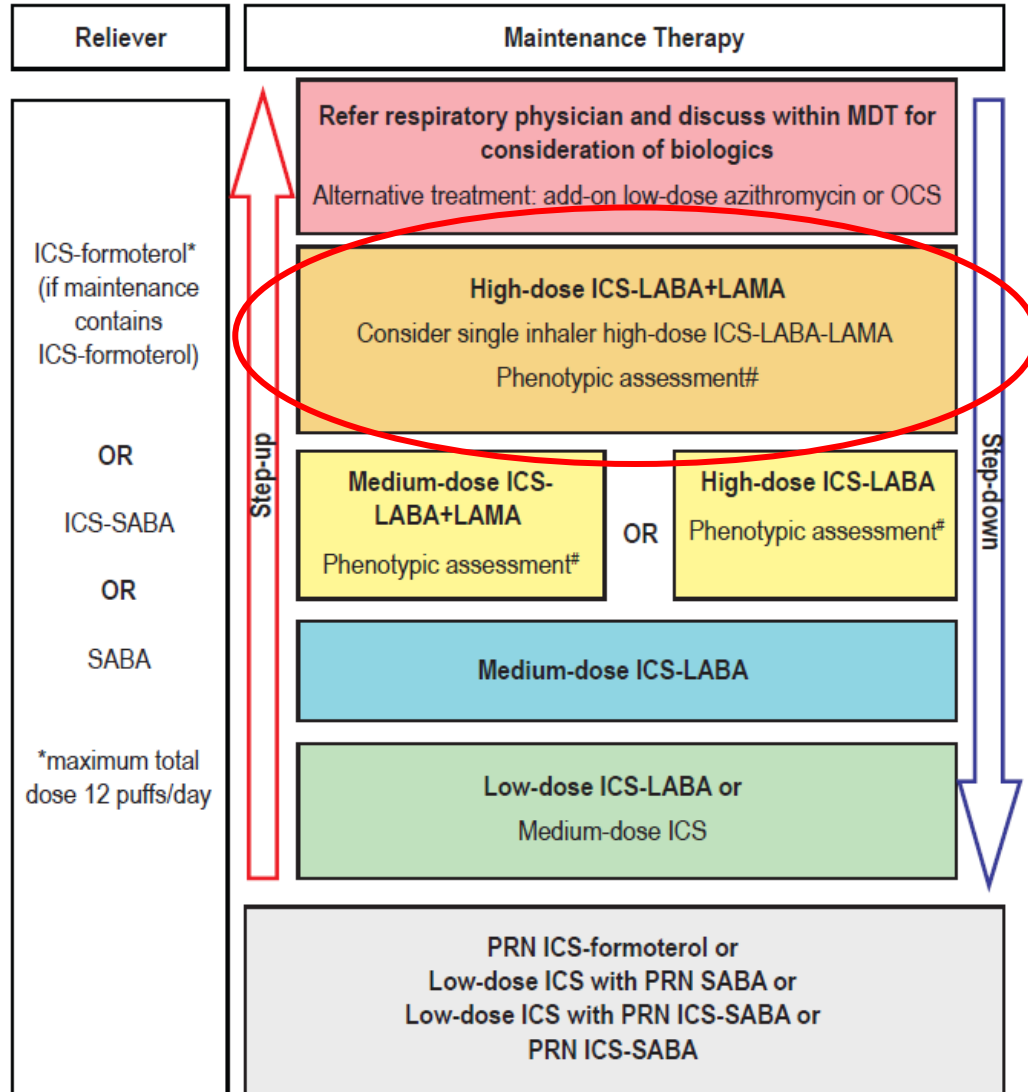 Reliever
Maintenance Therapy
ICS-formoterol*
(if maintenance
contains
ICS-formoterol)
OR
ICS-SABA
OR
SABA
*maximum total
dose 12 puffs/day
Step-up
Refer respiratory physician and discuss within MDT for
consideration of biologics
Alternative treatment: add-on low-dose azithromycin or OCS
High-dose ICS-LABA+LAMA
Consider single inhaler high-dose ICS-LABA-LAMA
Phenotypic assessment#
Medium-dose ICS-
LABA+LAMA
Phenotypic assessment#
OR
High-dose ICS-LABA
Phenotypic assessment#
Medium-dose ICS-LABA
Low-dose ICS-LABA or
Medium-dose ICS
Step-down
PRN ICS-formoterol or
Low-dose ICS with PRN SABA or
Low-dose ICS with PRN ICS-SABA or
PRN ICS-SABA